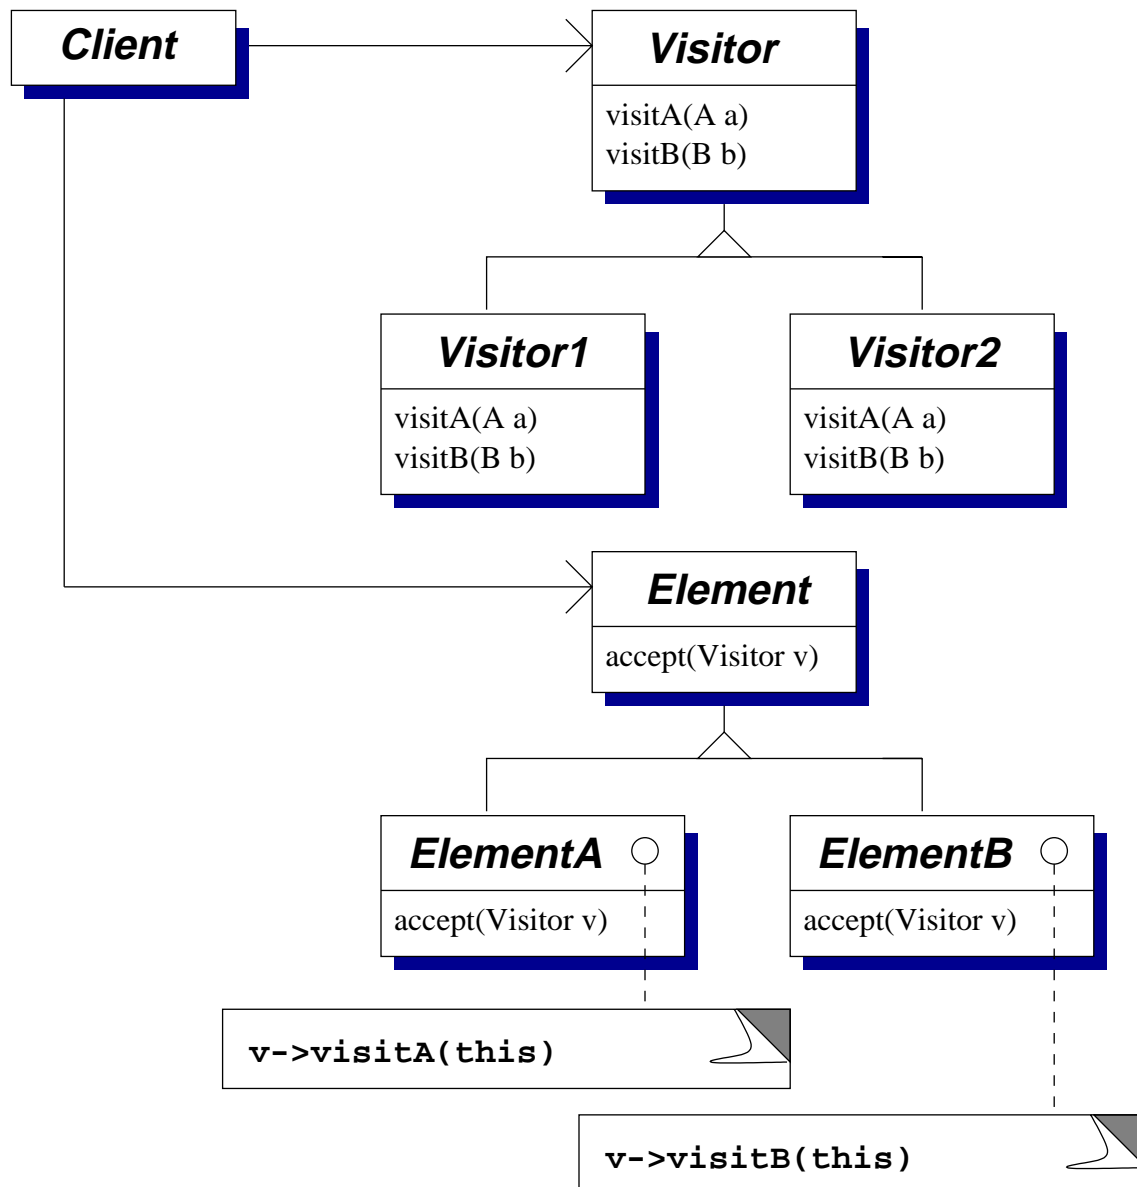 Client
Visitor
visitA(A a)
visitB(B b)
Visitor1
visitA(A a)
visitB(B b)
Visitor2
visitA(A a)
visitB(B b)
Element
accept(Visitor v)
ElementA
accept(Visitor v)
ElementB
accept(Visitor v)
v->visitA(this)
v->visitB(this)